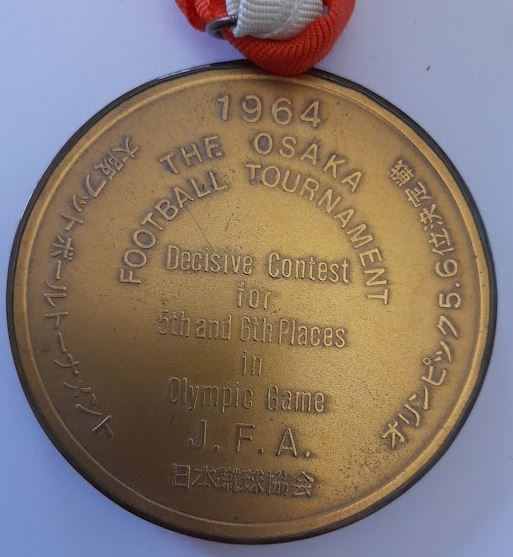 1964
THE OSAKA
FOOTBALL TOURNAMENT
Decisive Contest
for
5th and 6th Places
in
Olympic Game
J.F.A.
日本蹴球協会
大阪フットボールトーナメント
オリンピック5.6位決定戦